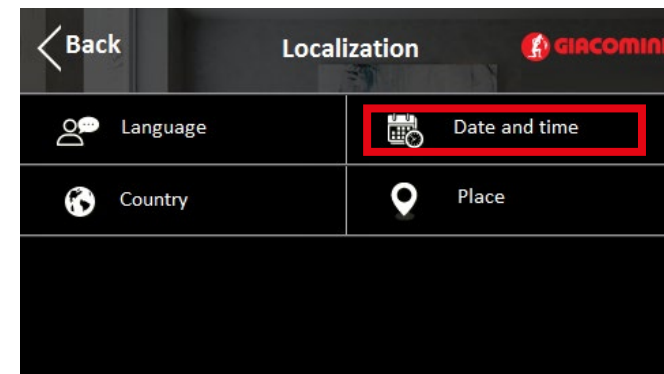 Back
Localization
GIACOMINI
Language
Date and time
Country
Place